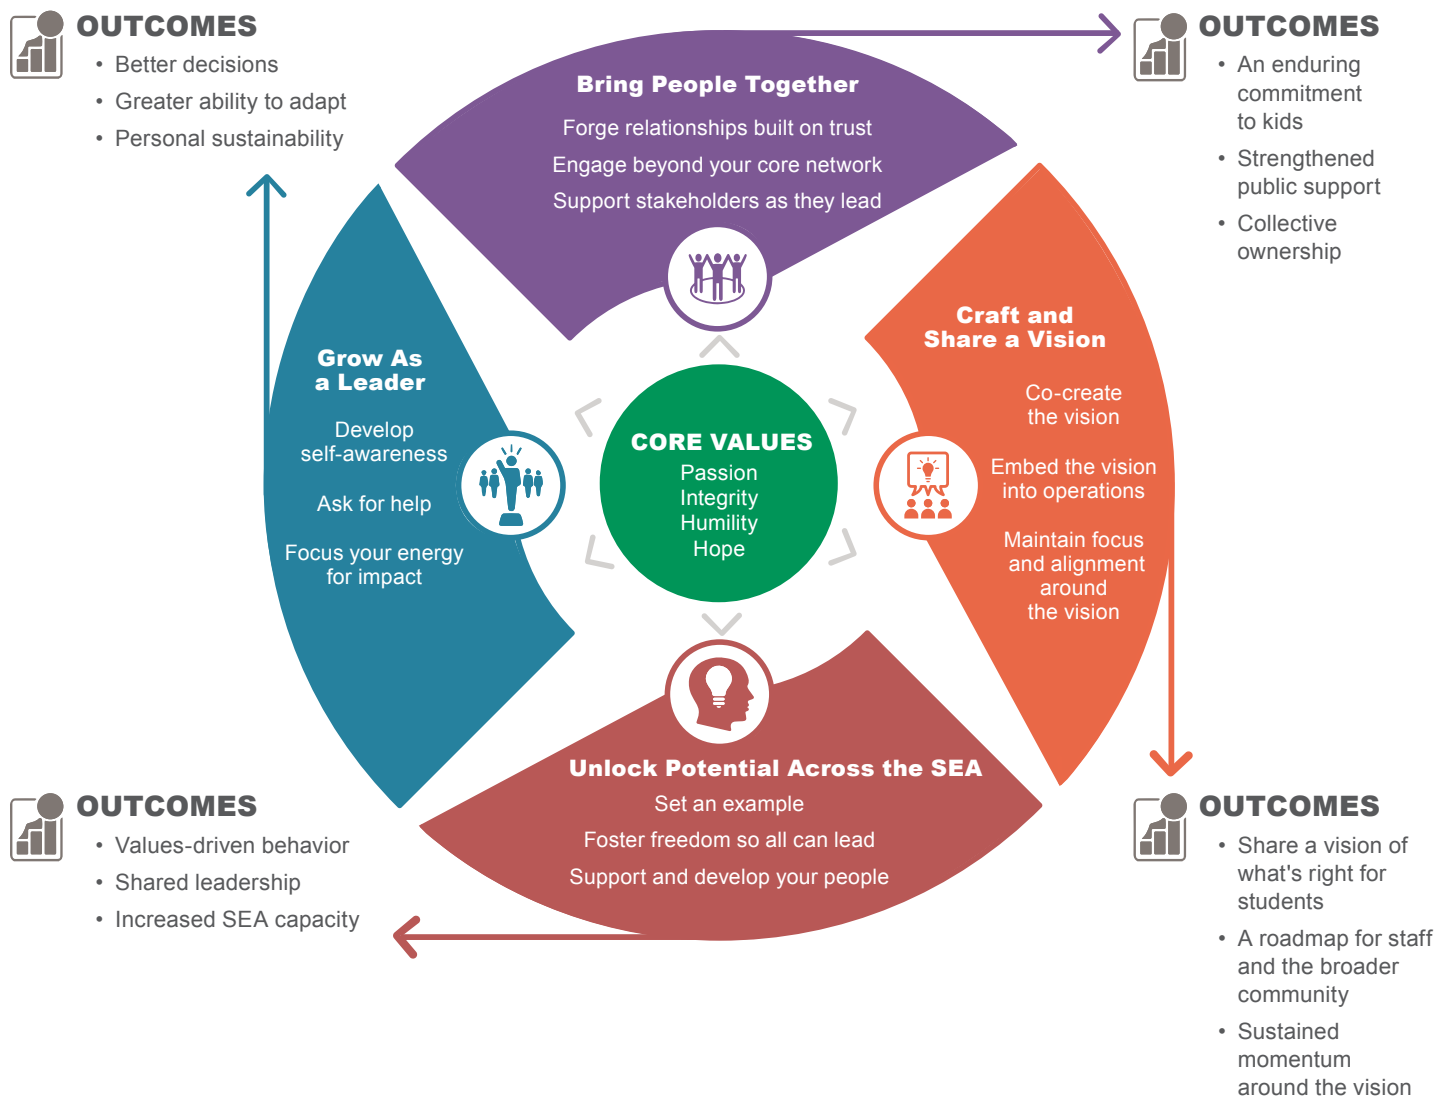 OUTCOMES
• Better decisions
• Greater ability to adapt
• Personal sustainability
Bring People Together
Forge relationships built on trust
Engage beyond your core network
Support stakeholders as they lead
OUTCOMES
• An enduring
commitment
to kids
• Strengthened
public support
• Collective
ownership
Grow As
a Leader
Develop
self-awareness
Ask for help
Focus your energy
for impact
CORE VALUES
Passion
Integrity
Humility
Hope
Craft and
Share a Vision
Co-create
the vision
Embed the vision
into operations
Maintain focus
and alignment
around
the vision
Unlock Potential Across the SEA
Set an example
Foster freedom so all can lead
Support and develop your people
OUTCOMES
• Values-driven behavior
• Shared leadership
• Increased SEA capacity
OUTCOMES
• Share a vision of
what's right for
students
• A roadmap for staff
and the broader
community
• Sustained
momentum
around the vision